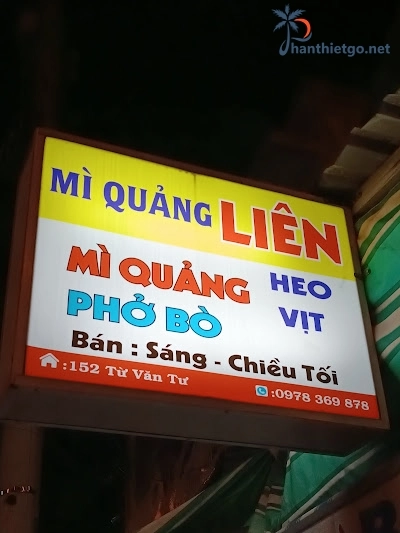 Phanthietgo.net
MÌ QUẢNG LIÊN
MÌ QUẢNG HEO
VỊT
PHỞ BÒ
Bán : Sáng - Chiều Tối
:152 Từ Văn Tư
:0978 369 878